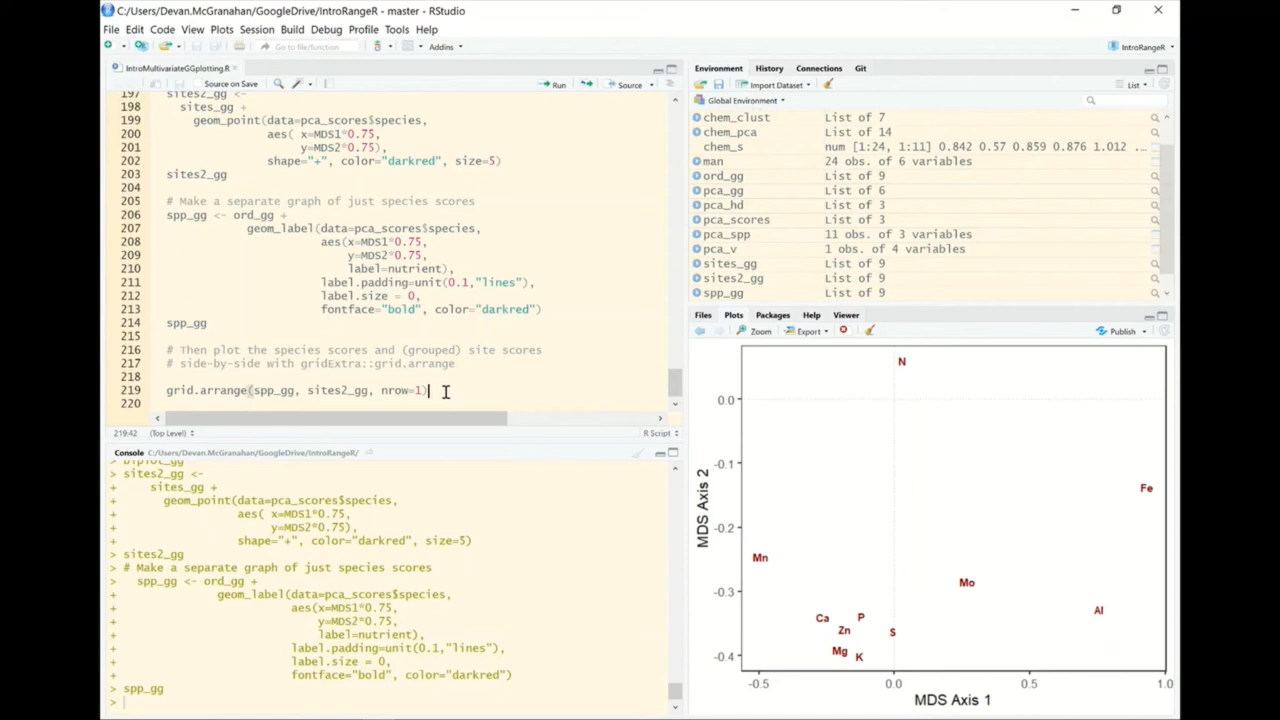 C:/Users/Devan.McGranahan/GoogleDrive/IntroRangeR - master - RStudio
File Edit Code View Plots Session Build Debug Profile Tools Help
Go to file/function Addins IntroRangeR
IntroMultivariateGGplotting.R
Source on Save Run Source
197 sites2_gg <-
198 sites_gg +
199 geom_point(data=pca_scores$species,
200 aes( x=MDS1*0.75,
201 y=MDS2*0.75),
202 shape="+", color="darkred", size=5)
203 sites2_gg
204
205 # Make a separate graph of just species scores
206 spp_gg <- ord_gg +
207 geom_label(data=pca_scores$species,
208 aes(x=MDS1*0.75,
209 y=MDS2*0.75,
210 label=nutrient),
211 label.padding=unit(0.1,"lines"),
212 label.size = 0,
213 fontface="bold", color="darkred")
214 spp_gg
215
216 # Then plot the species scores and (grouped) site scores
217 # side-by-side with gridExtra::grid.arrange
218
219 grid.arrange(spp_gg, sites2_gg, nrow=1)
220
219:42 (Top Level) R Script
Console C:/Users/Devan.McGranahan/GoogleDrive/IntroRangeR/
> biplot_gg
> sites2_gg <-
+ sites_gg +
+ geom_point(data=pca_scores$species,
+ aes( x=MDS1*0.75,
+ y=MDS2*0.75),
+ shape="+", color="darkred", size=5)
> sites2_gg
> # Make a separate graph of just species scores
> spp_gg <- ord_gg +
+ geom_label(data=pca_scores$species,
+ aes(x=MDS1*0.75,
+ y=MDS2*0.75,
+ label=nutrient),
+ label.padding=unit(0.1,"lines"),
+ label.size = 0,
+ fontface="bold", color="darkred")
> spp_gg
>
Environment History Connections Git
Import Dataset List
Global Environment
chem_clust List of 7
chem_pca List of 14
chem_s num [1:24, 1:11] 0.842 0.57 0.859 0.876 1.012 ...
man 24 obs. of 6 variables
ord_gg List of 9
pca_gg List of 6
pca_hd List of 3
pca_scores List of 3
pca_spp 11 obs. of 3 variables
pca_v 1 obs. of 4 variables
sites_gg List of 9
sites2_gg List of 9
spp_gg List of 9
Files Plots Packages Help Viewer
Zoom Export Publish
N
0.0
-0.1
Fe
-0.2
Mn
Mo
-0.3
Al
Ca P
Zn S
Mg K
-0.4
MDS Axis 2
-0.5 0.0 0.5 1.0
MDS Axis 1